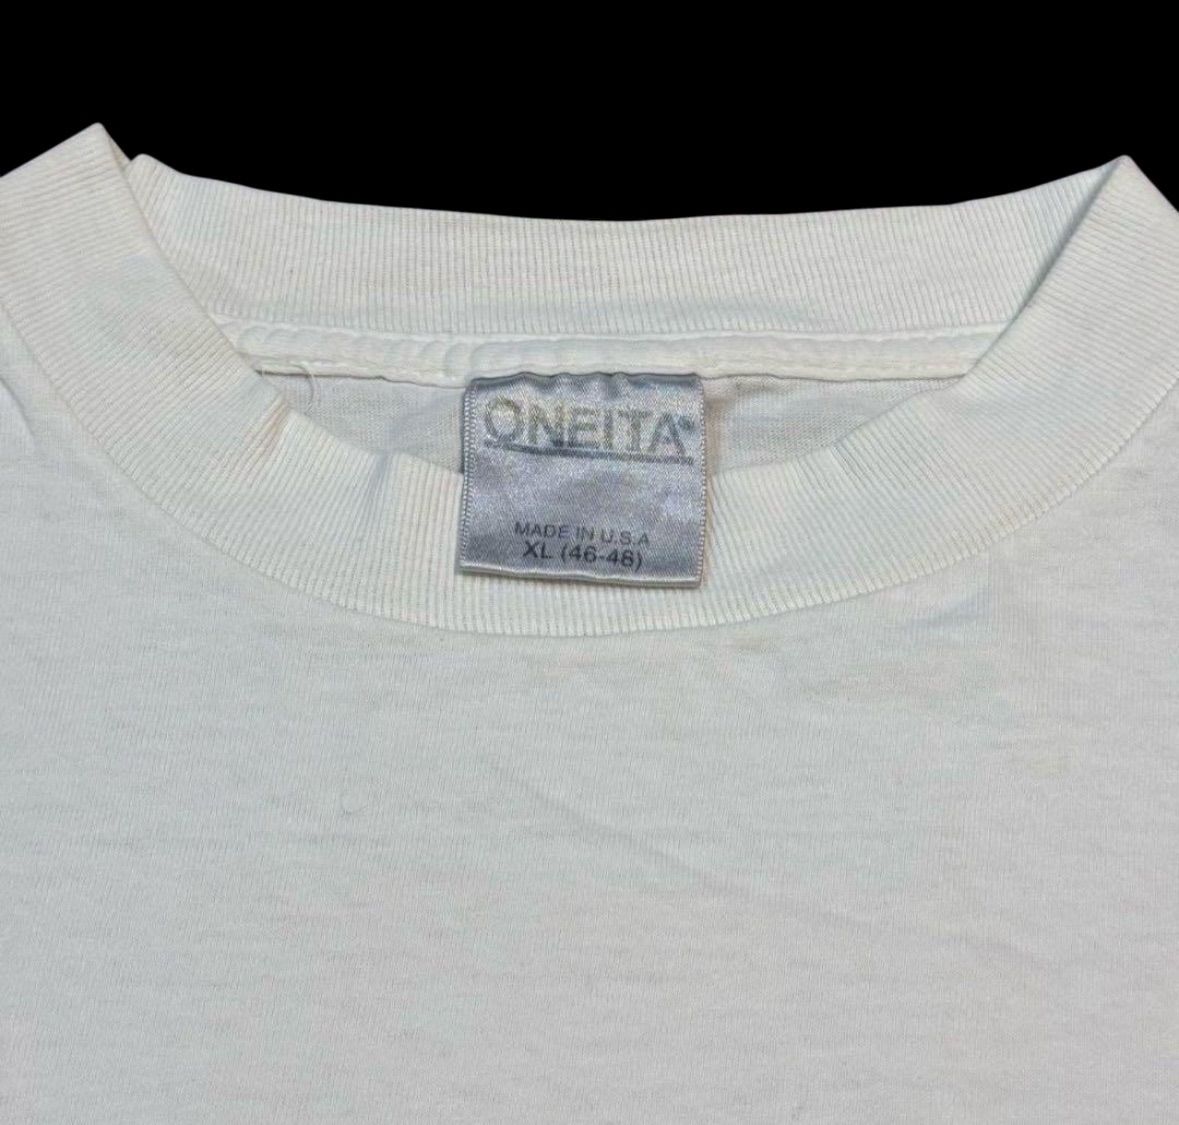 ONEITA®
MADE IN U.S.A
XL (46-48)